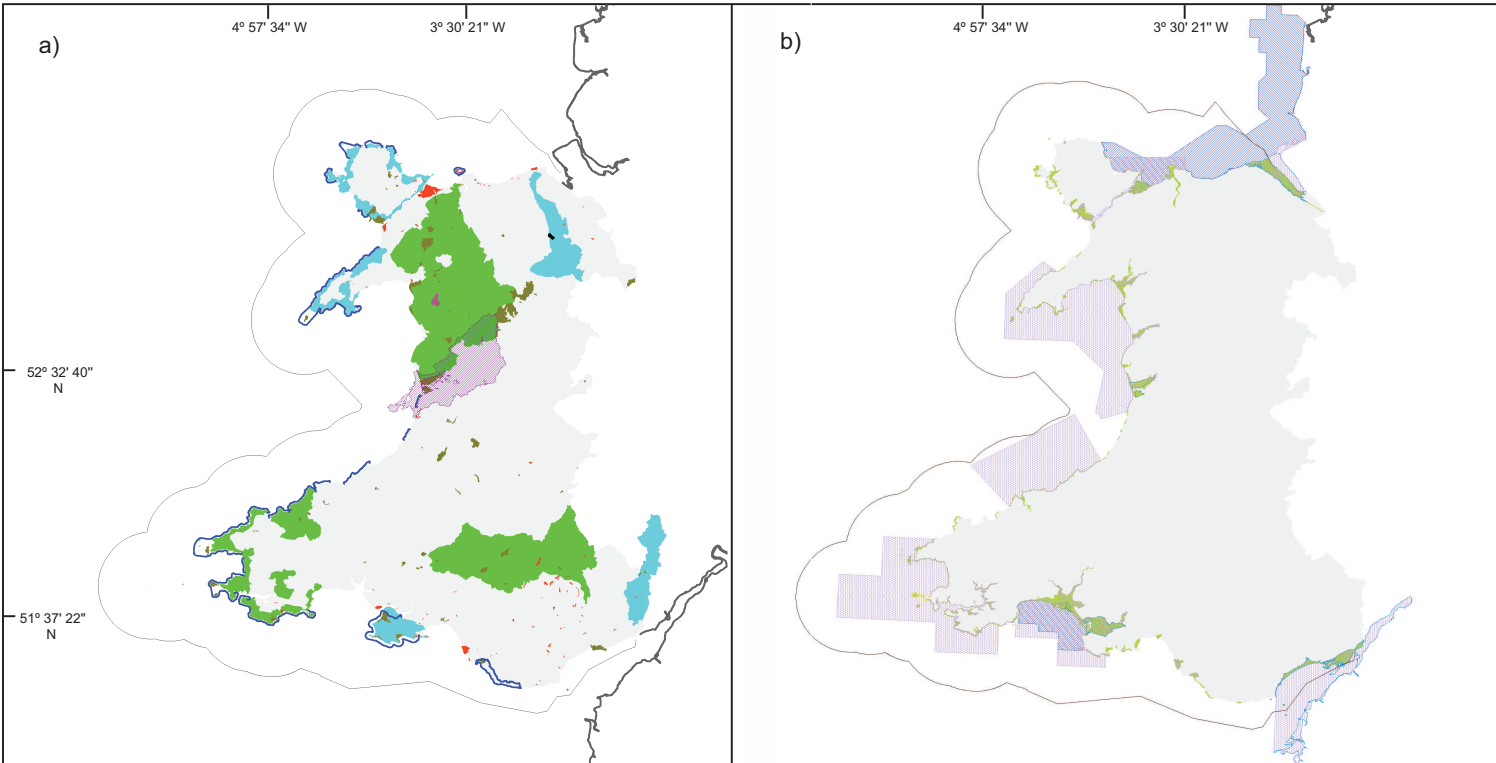 a)
4º 57' 34'' W
3º 30' 21'' W
52º 32' 40''
N
51º 37' 22''
N
b)
4º 57' 34'' W
3º 30' 21'' W